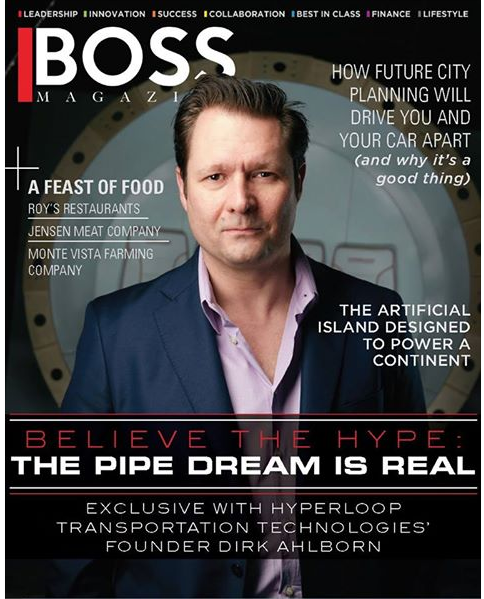 LEADERSHIP INNOVATION SUCCESS COLLABORATION BEST IN CLASS FINANCE LIFESTYLE
BOSS
MAGAZI
HOW FUTURE CITY
PLANNING WILL
DRIVE YOU AND
YOUR CAR APART
(and why it's a
good thing)
A FEAST OF FOOD
ROY'S RESTAURANTS
JENSEN MEAT COMPANY
MONTE VISTA FARMING
COMPANY
THE ARTIFICIAL
ISLAND DESIGNED
TO POWER A
CONTINENT
BELIEVE THE HYPE:
THE PIPE DREAM IS REAL
EXCLUSIVE WITH HYPERLOOP
TRANSPORTATION TECHNOLOGIES'
FOUNDER DIRK AHLBORN